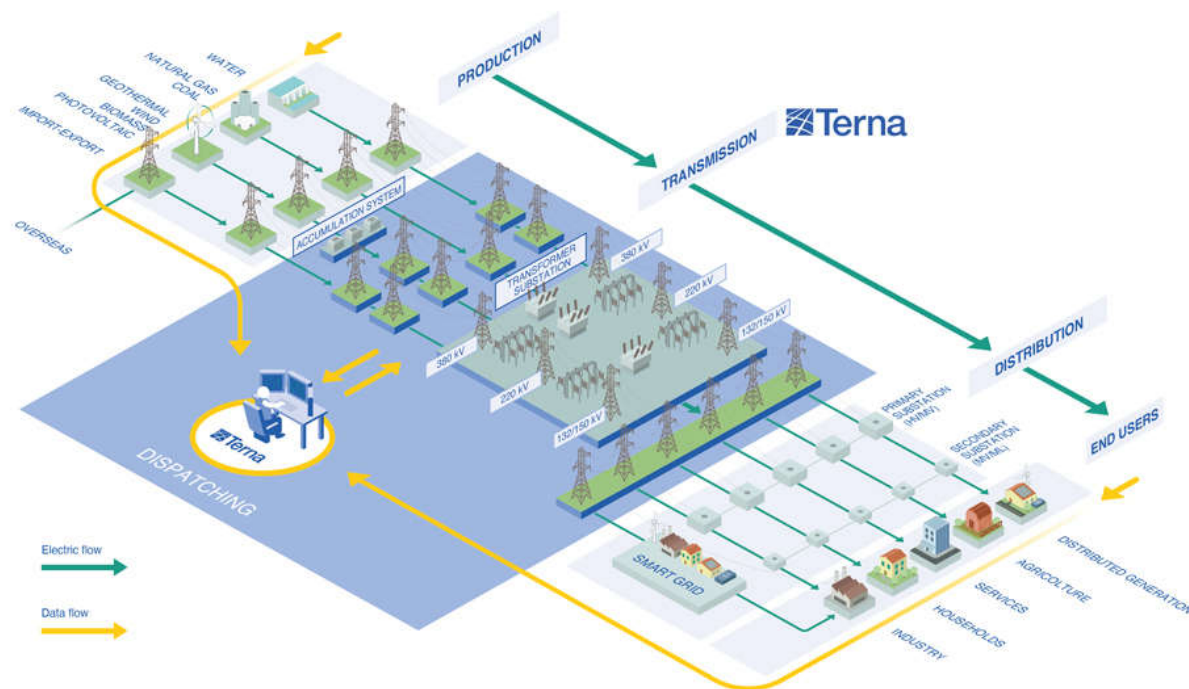 PRODUCTION
TRANSMISSION
Terna
DISTRIBUTION
END USERS
WATER
NATURAL GAS
COAL
GEOTHERMAL
WIND
BIOMASS
PHOTOVOLTAIC
IMPORT-EXPORT
OVERSEAS
ACCUMULATION SYSTEM
TRANSFORMER
SUBSTATION
380 kV
220 kV
132/150 kV
380 kV
220 kV
132/150 kV
PRIMARY
SUBSTATION
(HV/MV)
SECONDARY
SUBSTATION
(MV/ML)
Terna
DISPATCHING
SMART GRID
DISTRIBUTED GENERATION
AGRICOLTURE
SERVICES
HOUSEHOLDS
INDUSTRY
Electric flow
Data flow